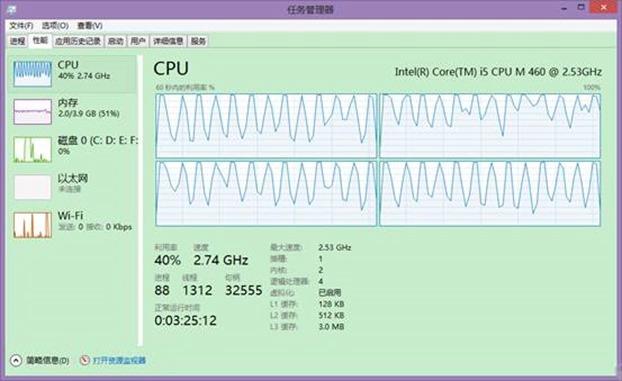 任务管理器
文件(F) 选项(O) 查看(V)
进程 性能 应用历史记录 启动 用户 详细信息 服务
CPU
40% 2.74 GHz
内存
2.0/3.9 GB (51%)
磁盘 0 (C: D: E: F:
0%
以太网
未连接
Wi-Fi
发送: 0 接收: 0 Kbps
CPU
Intel(R) Core(TM) i5 CPU M 460 @ 2.53GHz
60 秒内的利用率 %
100%
利用率 速度
40% 2.74 GHz
进程 线程 句柄
88 1312 32555
正常运行时间
0:03:25:12
最大速度: 2.53 GHz
插槽: 1
内核: 2
逻辑处理器: 4
虚拟化: 已启用
L1 缓存: 128 KB
L2 缓存: 512 KB
L3 缓存: 3.0 MB
简略信息(D) 打开资源监视器